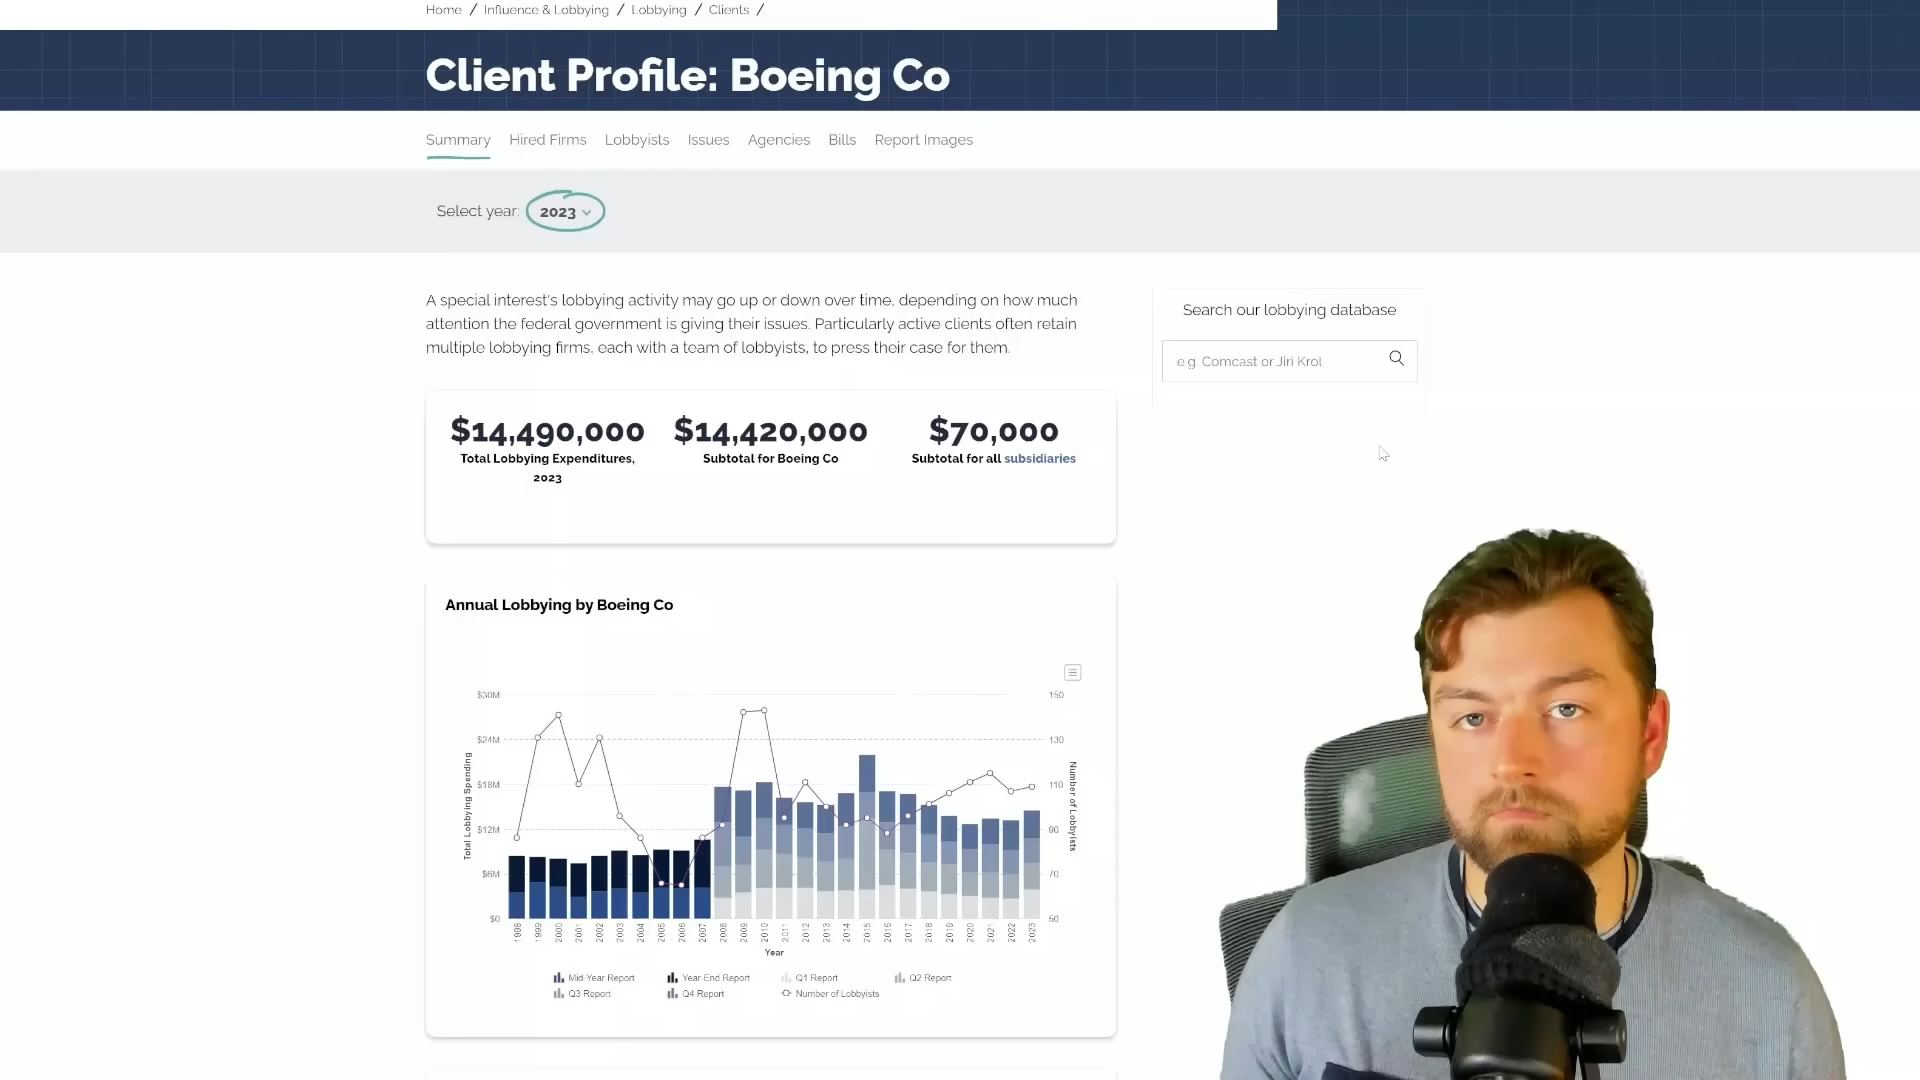 Home / Influence & Lobbying / Lobbying / Clients /
Client Profile: Boeing Co
Summary Hired Firms Lobbyists Issues Agencies Bills Report Images
Select year: 2023
A special interest's lobbying activity may go up or down over time, depending on how much
attention the federal government is giving their issues. Particularly active clients often retain
multiple lobbying firms, each with a team of lobbyists, to press their case for them.
Search our lobbying database
e.g. Comcast or Jiri Krol
$14,490,000
Total Lobbying Expenditures,
2023
$14,420,000
Subtotal for Boeing Co
$70,000
Subtotal for all subsidiaries
Annual Lobbying by Boeing Co
Total Lobbying Spending
$30M
$24M
$18M
$12M
$6M
$0
150
130
110
90
70
50
Number of Lobbyists
1998 1999 2000 2001 2002 2003 2004 2005 2006 2007 2008 2009 2010 2011 2012 2013 2014 2015 2016 2017 2018 2019 2020 2021 2022 2023
Year
Mid-Year Report Year-End Report Q1 Report Q2 Report
Q3 Report Q4 Report Number of Lobbyists